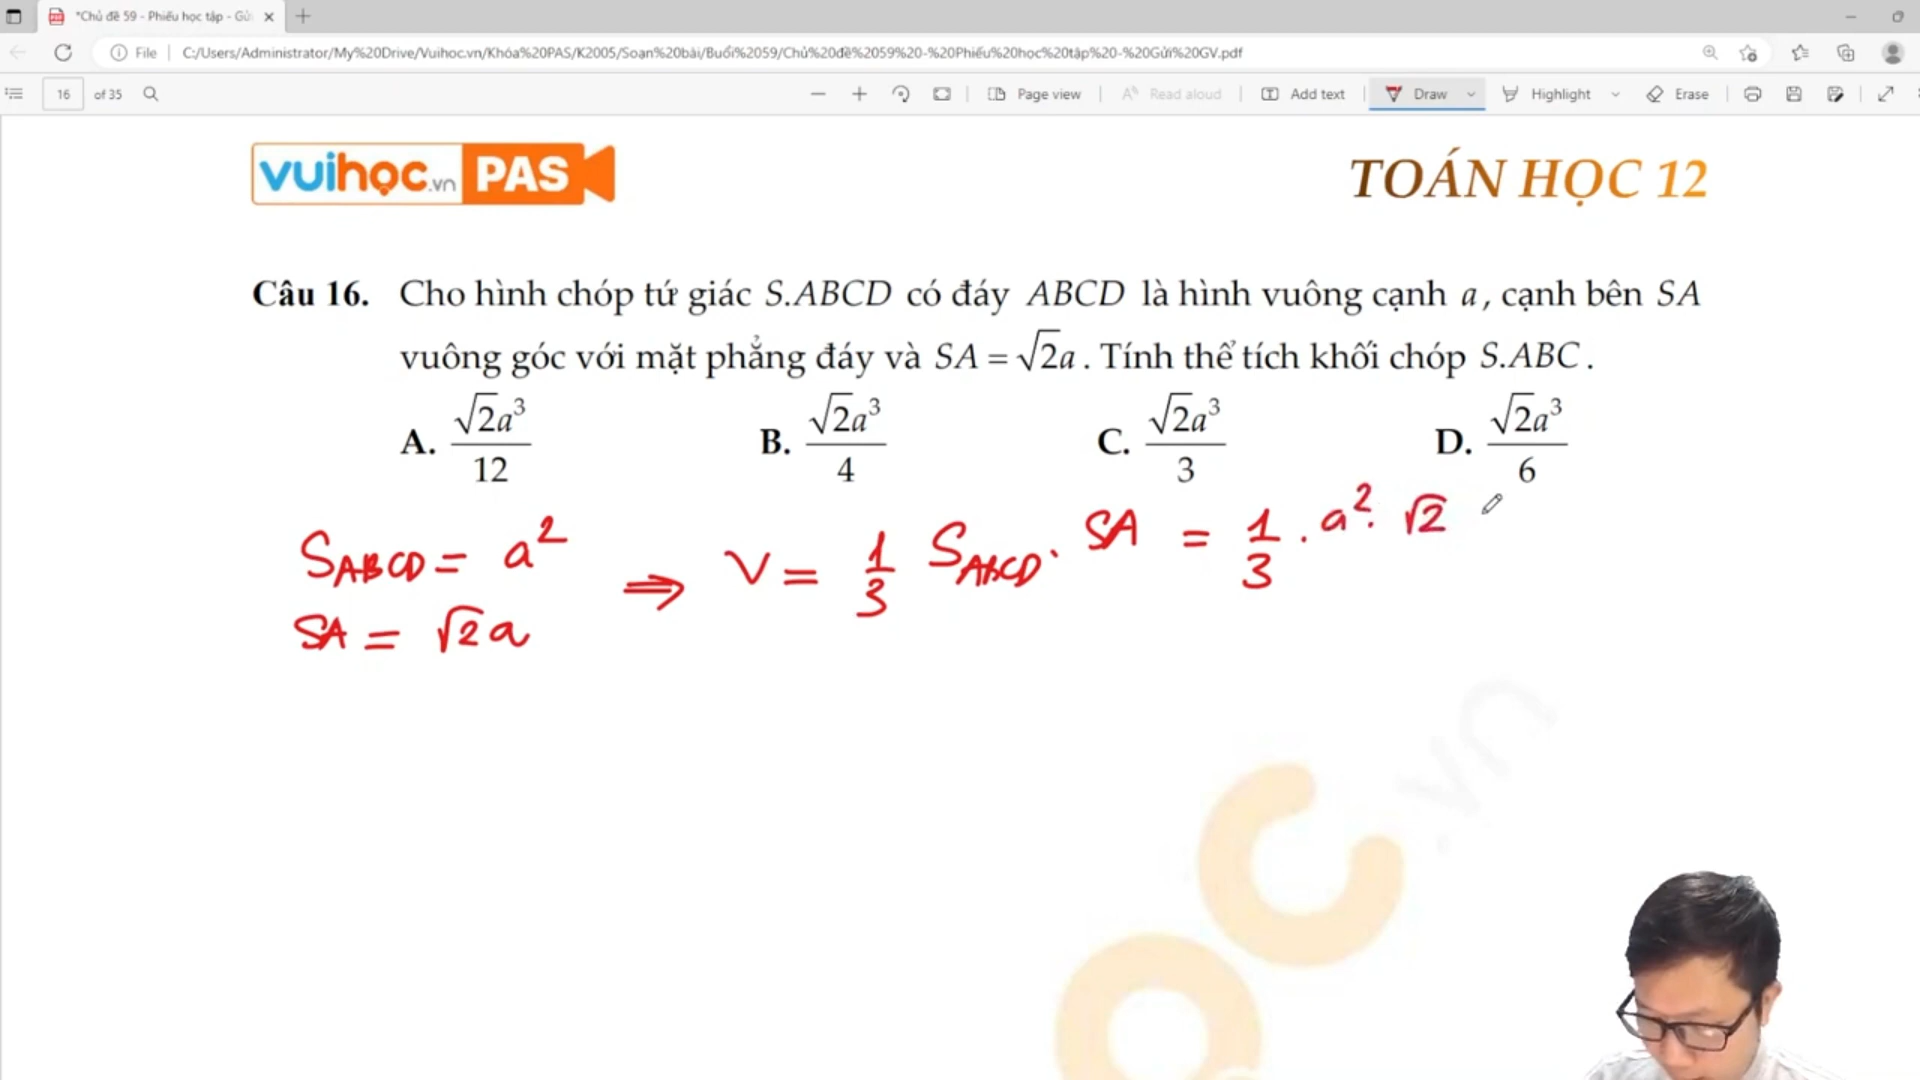 *Chủ đề 59 - Phiếu học tập - Gửi
File C:/Users/Administrator/My%20Drive/Vuihoc.vn/Khóa%20PAS/K2005/Soạn%20bài/Buổi%2059/Chủ%20đề%2059%20-%20Phiếu%20học%20tập%20-%20Gửi%20GV.pdf
16 of 35 Page view Read aloud Add text Draw Highlight Erase
vuihọc.vn PAS TOÁN HỌC 12
Câu 16. Cho hình chóp tứ giác S.ABCD có đáy ABCD là hình vuông cạnh a, cạnh bên SA
vuông góc với mặt phẳng đáy và SA = √2a. Tính thể tích khối chóp S.ABC.
A. √2a³/12 B. √2a³/4 C. √2a³/3 D. √2a³/6
S_ABCD = a² ⇒ V = 1/3 S_ABCD . SA = 1/3 . a² . √2
SA = √2a